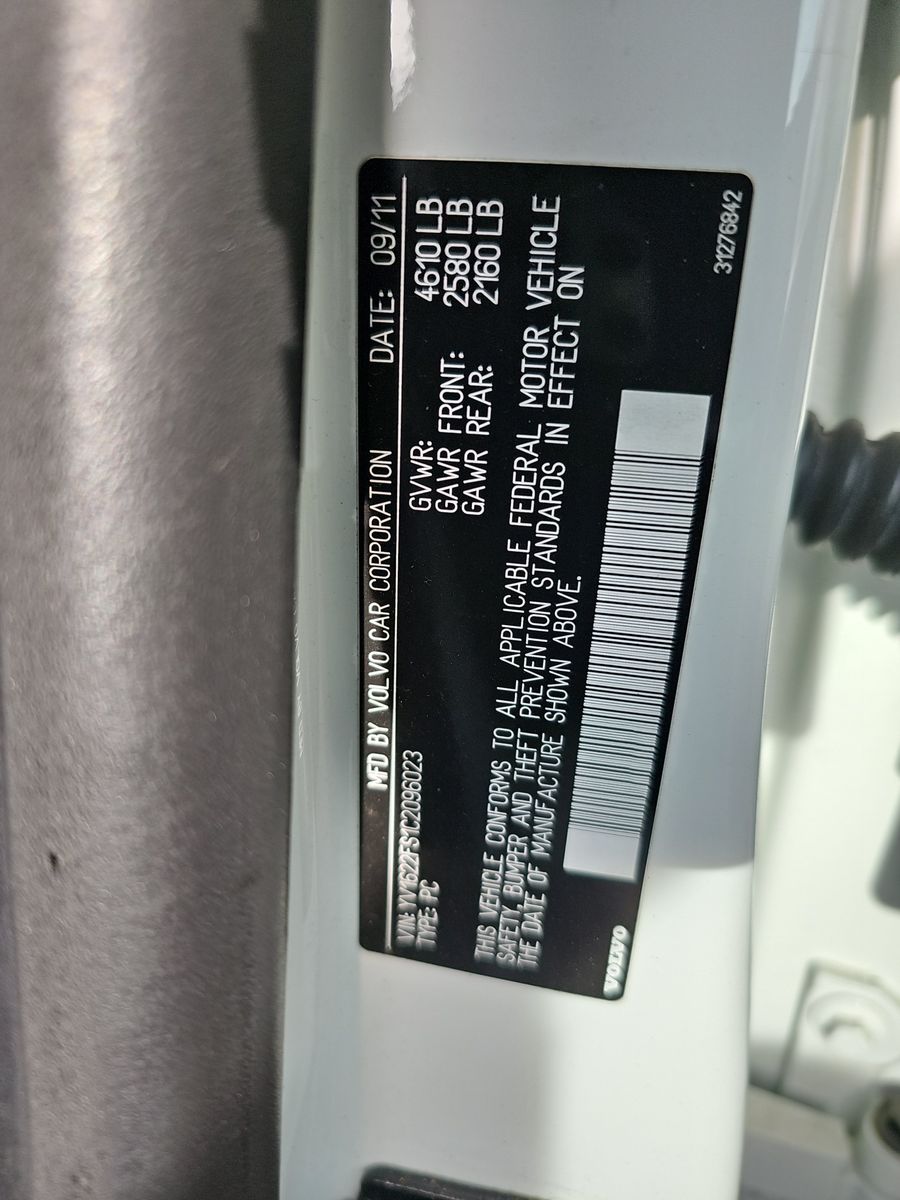 MFD BY VOLVO CAR CORPORATION DATE: 09/11
VIN: YV1622FS1C2096023
TYPE: PC
GVWR: 4610 LB
GAWR FRONT: 2580 LB
GAWR REAR: 2160 LB
THIS VEHICLE CONFORMS TO ALL APPLICABLE FEDERAL MOTOR VEHICLE
SAFETY, BUMPER AND THEFT PREVENTION STANDARDS IN EFFECT ON
THE DATE OF MANUFACTURE SHOWN ABOVE.
VOLVO
31276842